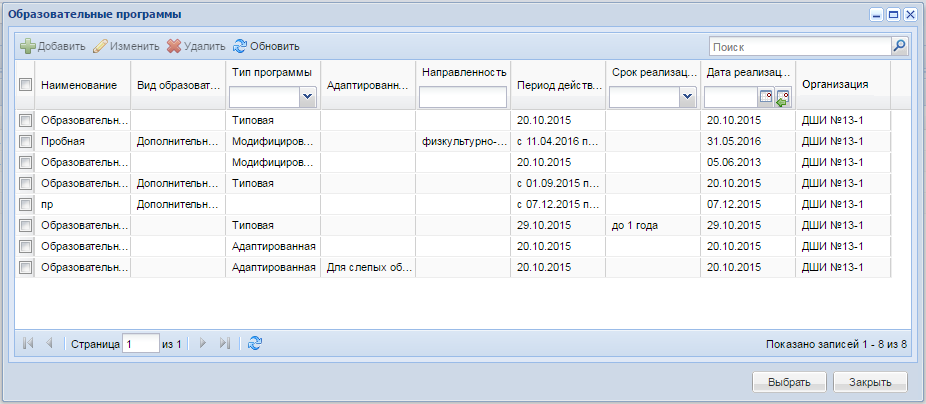 Образовательные программы
Добавить Изменить Удалить Обновить Поиск
Наименование Вид образоват... Тип программы Адаптированн... Направленность Период действ... Срок реализац... Дата реализац... Организация
Образовательн... Типовая 20.10.2015 20.10.2015 ДШИ №13-1
Пробная Дополнительн... Модифициров... физкультурно-... с 11.04.2016 п... 31.05.2016 ДШИ №13-1
Образовательн... Модифициров... 20.10.2015 05.06.2013 ДШИ №13-1
Образовательн... Дополнительн... Типовая с 01.09.2015 п... 20.10.2015 ДШИ №13-1
пр Дополнительн... с 07.12.2015 п... 07.12.2015 ДШИ №13-1
Образовательн... Типовая 29.10.2015 до 1 года 29.10.2015 ДШИ №13-1
Образовательн... Адаптированная 20.10.2015 20.10.2015 ДШИ №13-1
Образовательн... Адаптированная Для слепых об... 20.10.2015 20.10.2015 ДШИ №13-1
Страница 1 из 1 Показано записей 1 - 8 из 8
Выбрать Закрыть